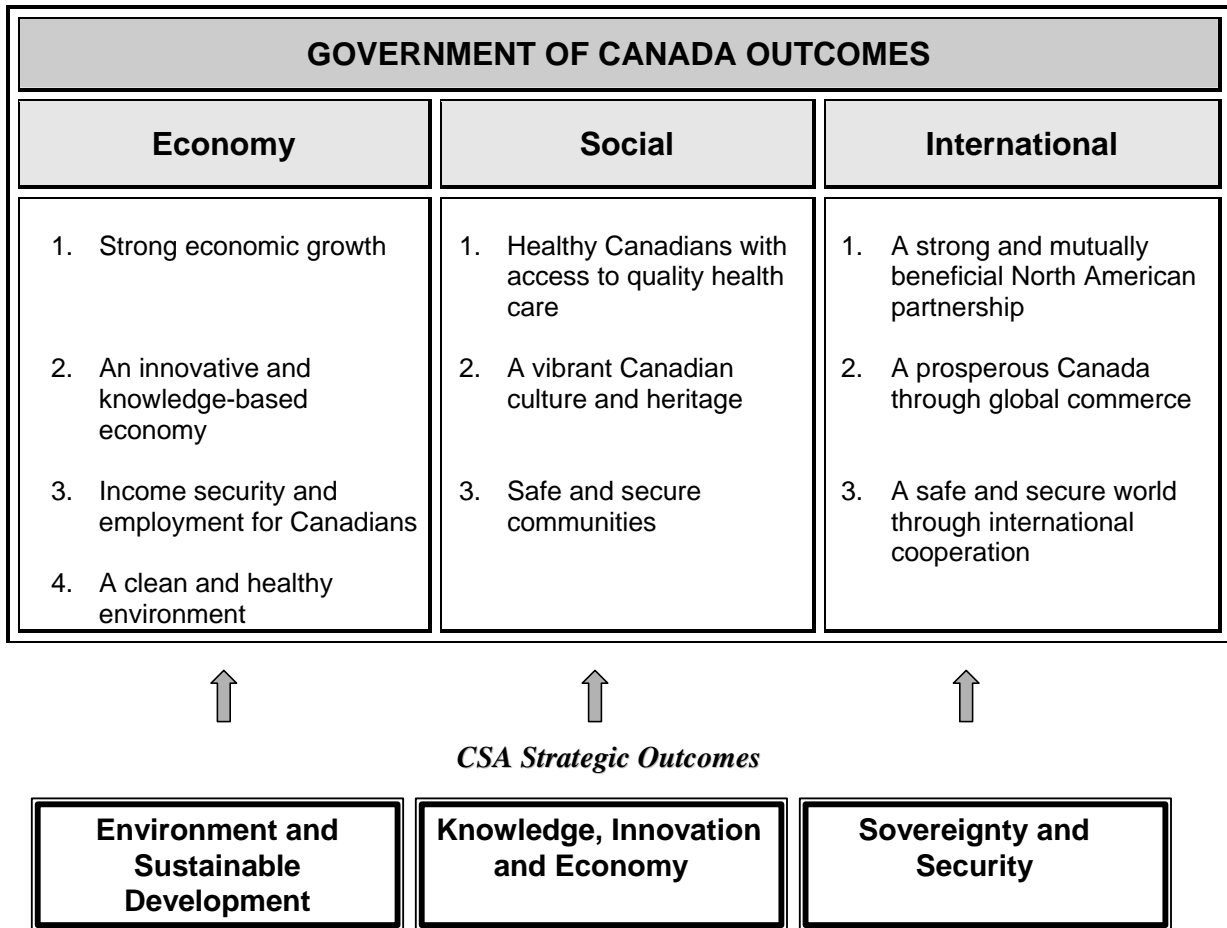 GOVERNMENT OF CANADA OUTCOMES
Economy
Social
International
1. Strong economic growth
2. An innovative and
knowledge-based
economy
3. Income security and
employment for Canadians
4. A clean and healthy
environment
1. Healthy Canadians with
access to quality health
care
2. A vibrant Canadian
culture and heritage
3. Safe and secure
communities
1. A strong and mutually
beneficial North American
partnership
2. A prosperous Canada
through global commerce
3. A safe and secure world
through international
cooperation
CSA Strategic Outcomes
Environment and
Sustainable
Development
Knowledge, Innovation
and Economy
Sovereignty and
Security